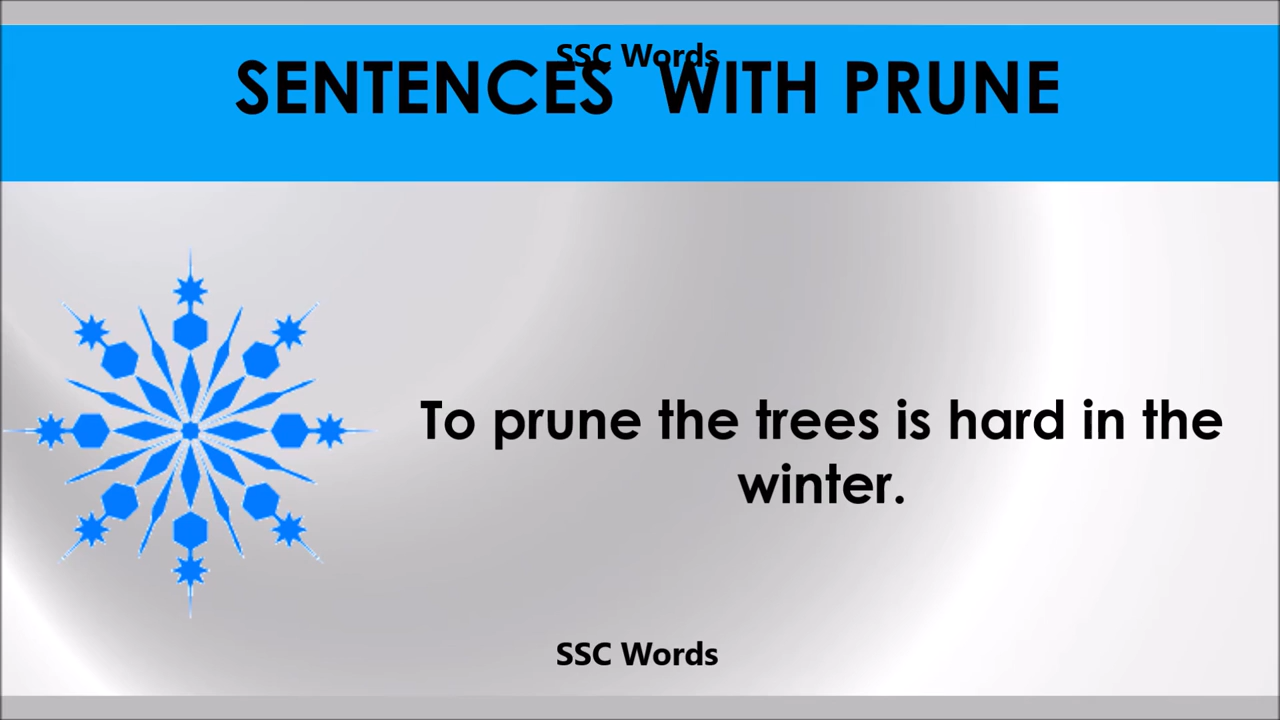 SSC Words
SENTENCES WITH PRUNE
To prune the trees is hard in the
winter.
SSC Words